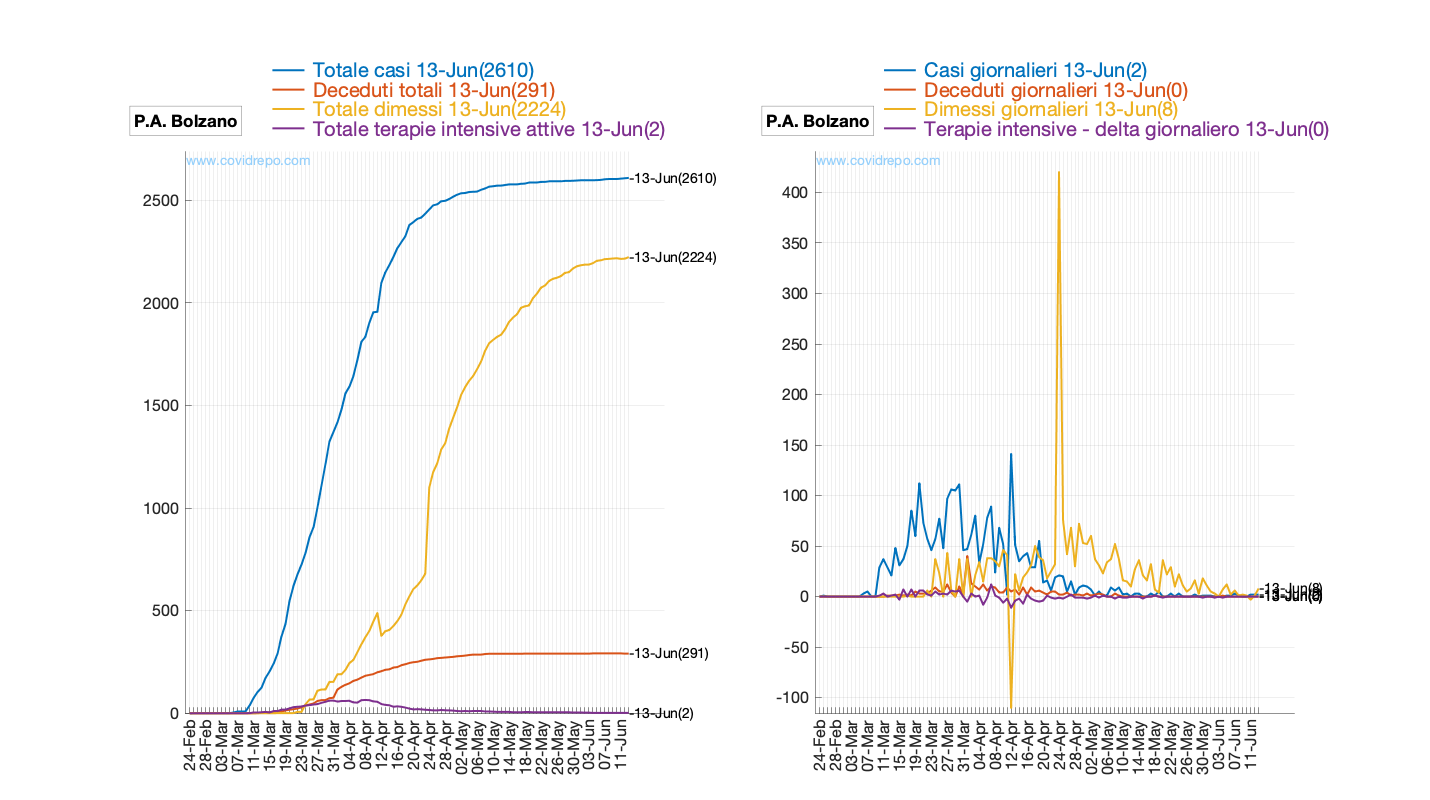 Totale casi 13-Jun(2610)
Deceduti totali 13-Jun(291)
Totale dimessi 13-Jun(2224)
Totale terapie intensive attive 13-Jun(2)
P.A. Bolzano
www.covidrepo.com
2500
2000
1500
1000
500
0
-13-Jun(2610)
-13-Jun(2224)
-13-Jun(291)
-13-Jun(2)
24-Feb
28-Feb
03-Mar
07-Mar
11-Mar
15-Mar
19-Mar
23-Mar
27-Mar
31-Mar
04-Apr
08-Apr
12-Apr
16-Apr
20-Apr
24-Apr
28-Apr
02-May
06-May
10-May
14-May
18-May
22-May
26-May
30-May
03-Jun
07-Jun
11-Jun
Casi giornalieri 13-Jun(2)
Deceduti giornalieri 13-Jun(0)
Dimessi giornalieri 13-Jun(8)
Terapie intensive - delta giornaliero 13-Jun(0)
P.A. Bolzano
www.covidrepo.com
400
350
300
250
200
150
100
50
0
-50
-100
-13-Jun(8)
24-Feb
28-Feb
03-Mar
07-Mar
11-Mar
15-Mar
19-Mar
23-Mar
27-Mar
31-Mar
04-Apr
08-Apr
12-Apr
16-Apr
20-Apr
24-Apr
28-Apr
02-May
06-May
10-May
14-May
18-May
22-May
26-May
30-May
03-Jun
07-Jun
11-Jun